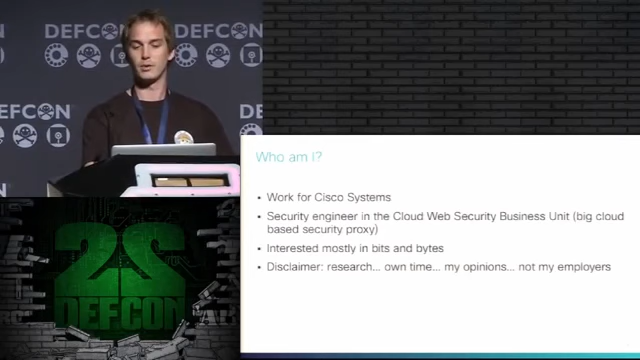 DEFCON
DEFCON
DEFCON
Who am I?
• Work for Cisco Systems
• Security engineer in the Cloud Web Security Business Unit (big cloud
based security proxy)
• Interested mostly in bits and bytes
• Disclaimer: research... own time... my opinions... not my employers
22
DEFCON